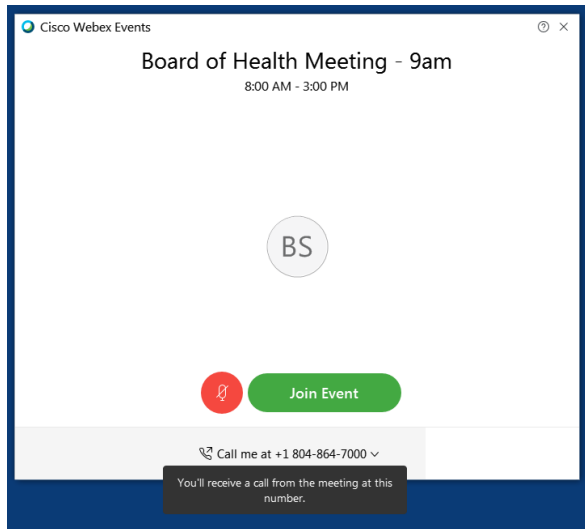 Cisco Webex Events
Board of Health Meeting - 9am
8:00 AM - 3:00 PM
BS
Join Event
Call me at +1 804-864-7000
You'll receive a call from the meeting at this
number.